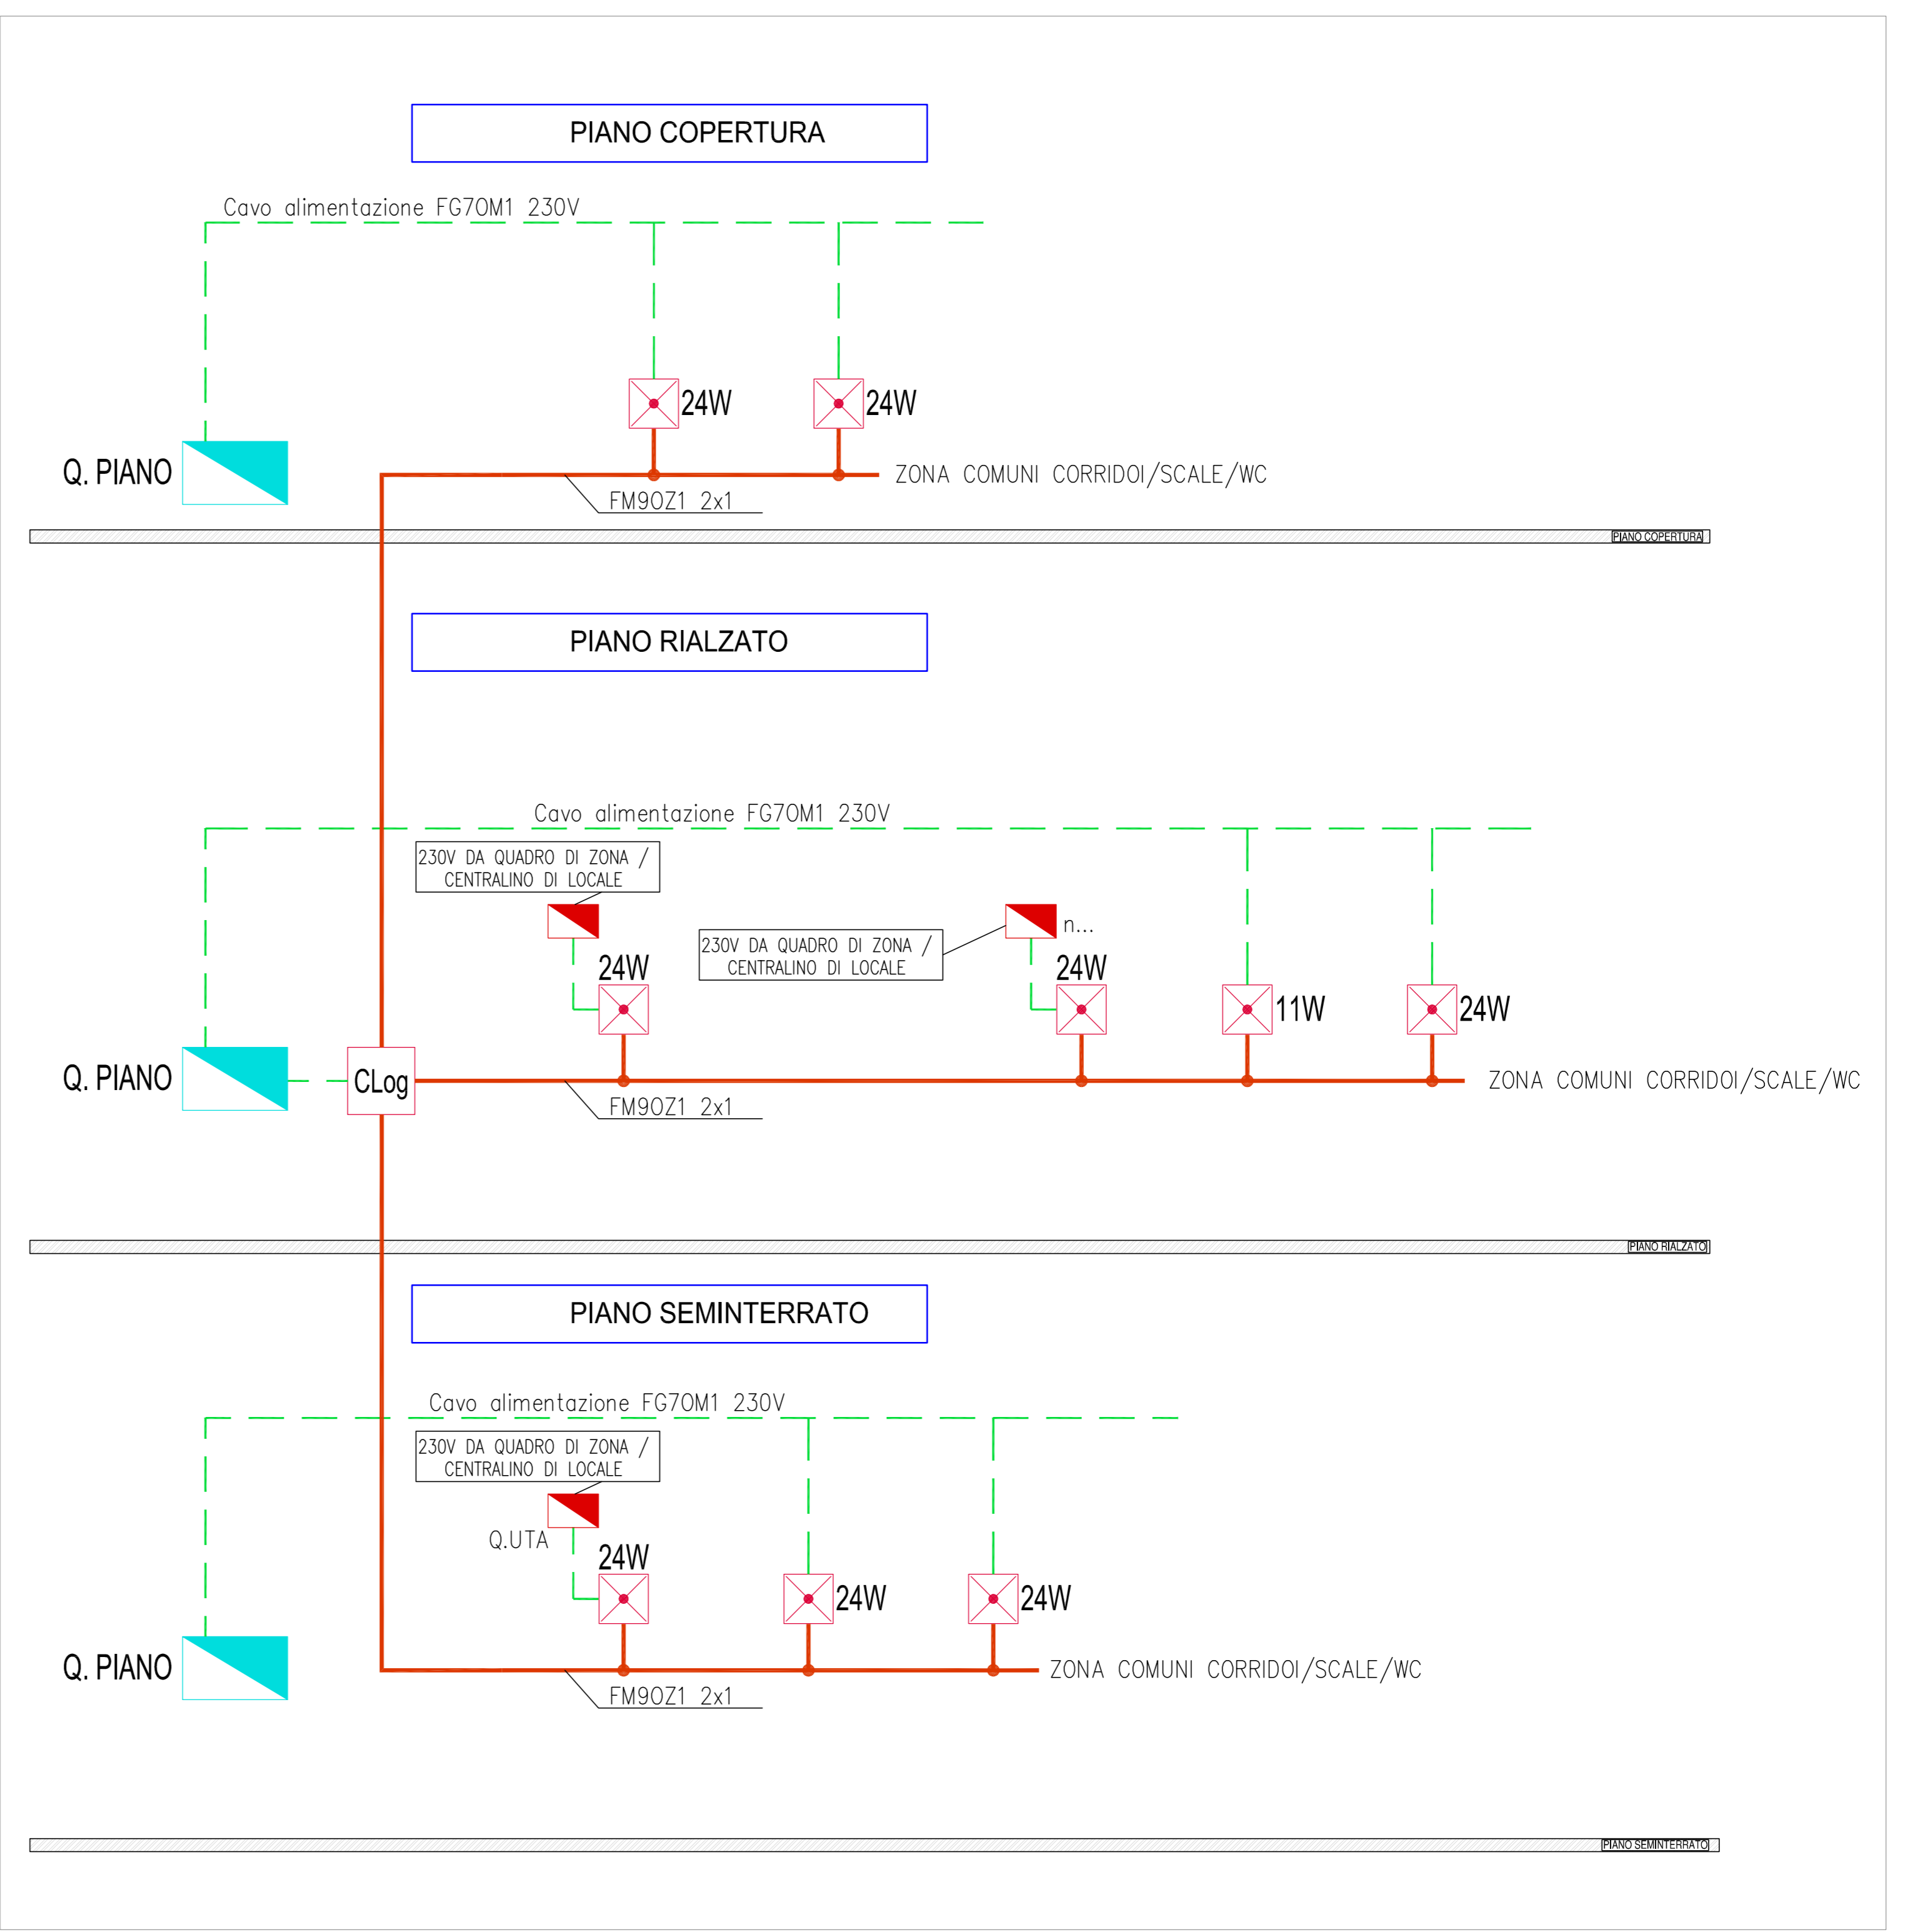 PIANO COPERTURA
Cavo alimentazione FG7OM1 230V
24W
24W
Q. PIANO
ZONA COMUNI CORRIDOI/SCALE/WC
FM9OZ1 2x1
PIANO COPERTURA
PIANO RIALZATO
Cavo alimentazione FG7OM1 230V
230V DA QUADRO DI ZONA /
CENTRALINO DI LOCALE
n...
230V DA QUADRO DI ZONA /
CENTRALINO DI LOCALE
24W
24W
11W
24W
Q. PIANO
CLog
ZONA COMUNI CORRIDOI/SCALE/WC
FM9OZ1 2x1
PIANO RIALZATO
PIANO SEMINTERRATO
Cavo alimentazione FG7OM1 230V
230V DA QUADRO DI ZONA /
CENTRALINO DI LOCALE
Q.UTA
24W
24W
24W
Q. PIANO
ZONA COMUNI CORRIDOI/SCALE/WC
FM9OZ1 2x1
PIANO SEMINTERRATO